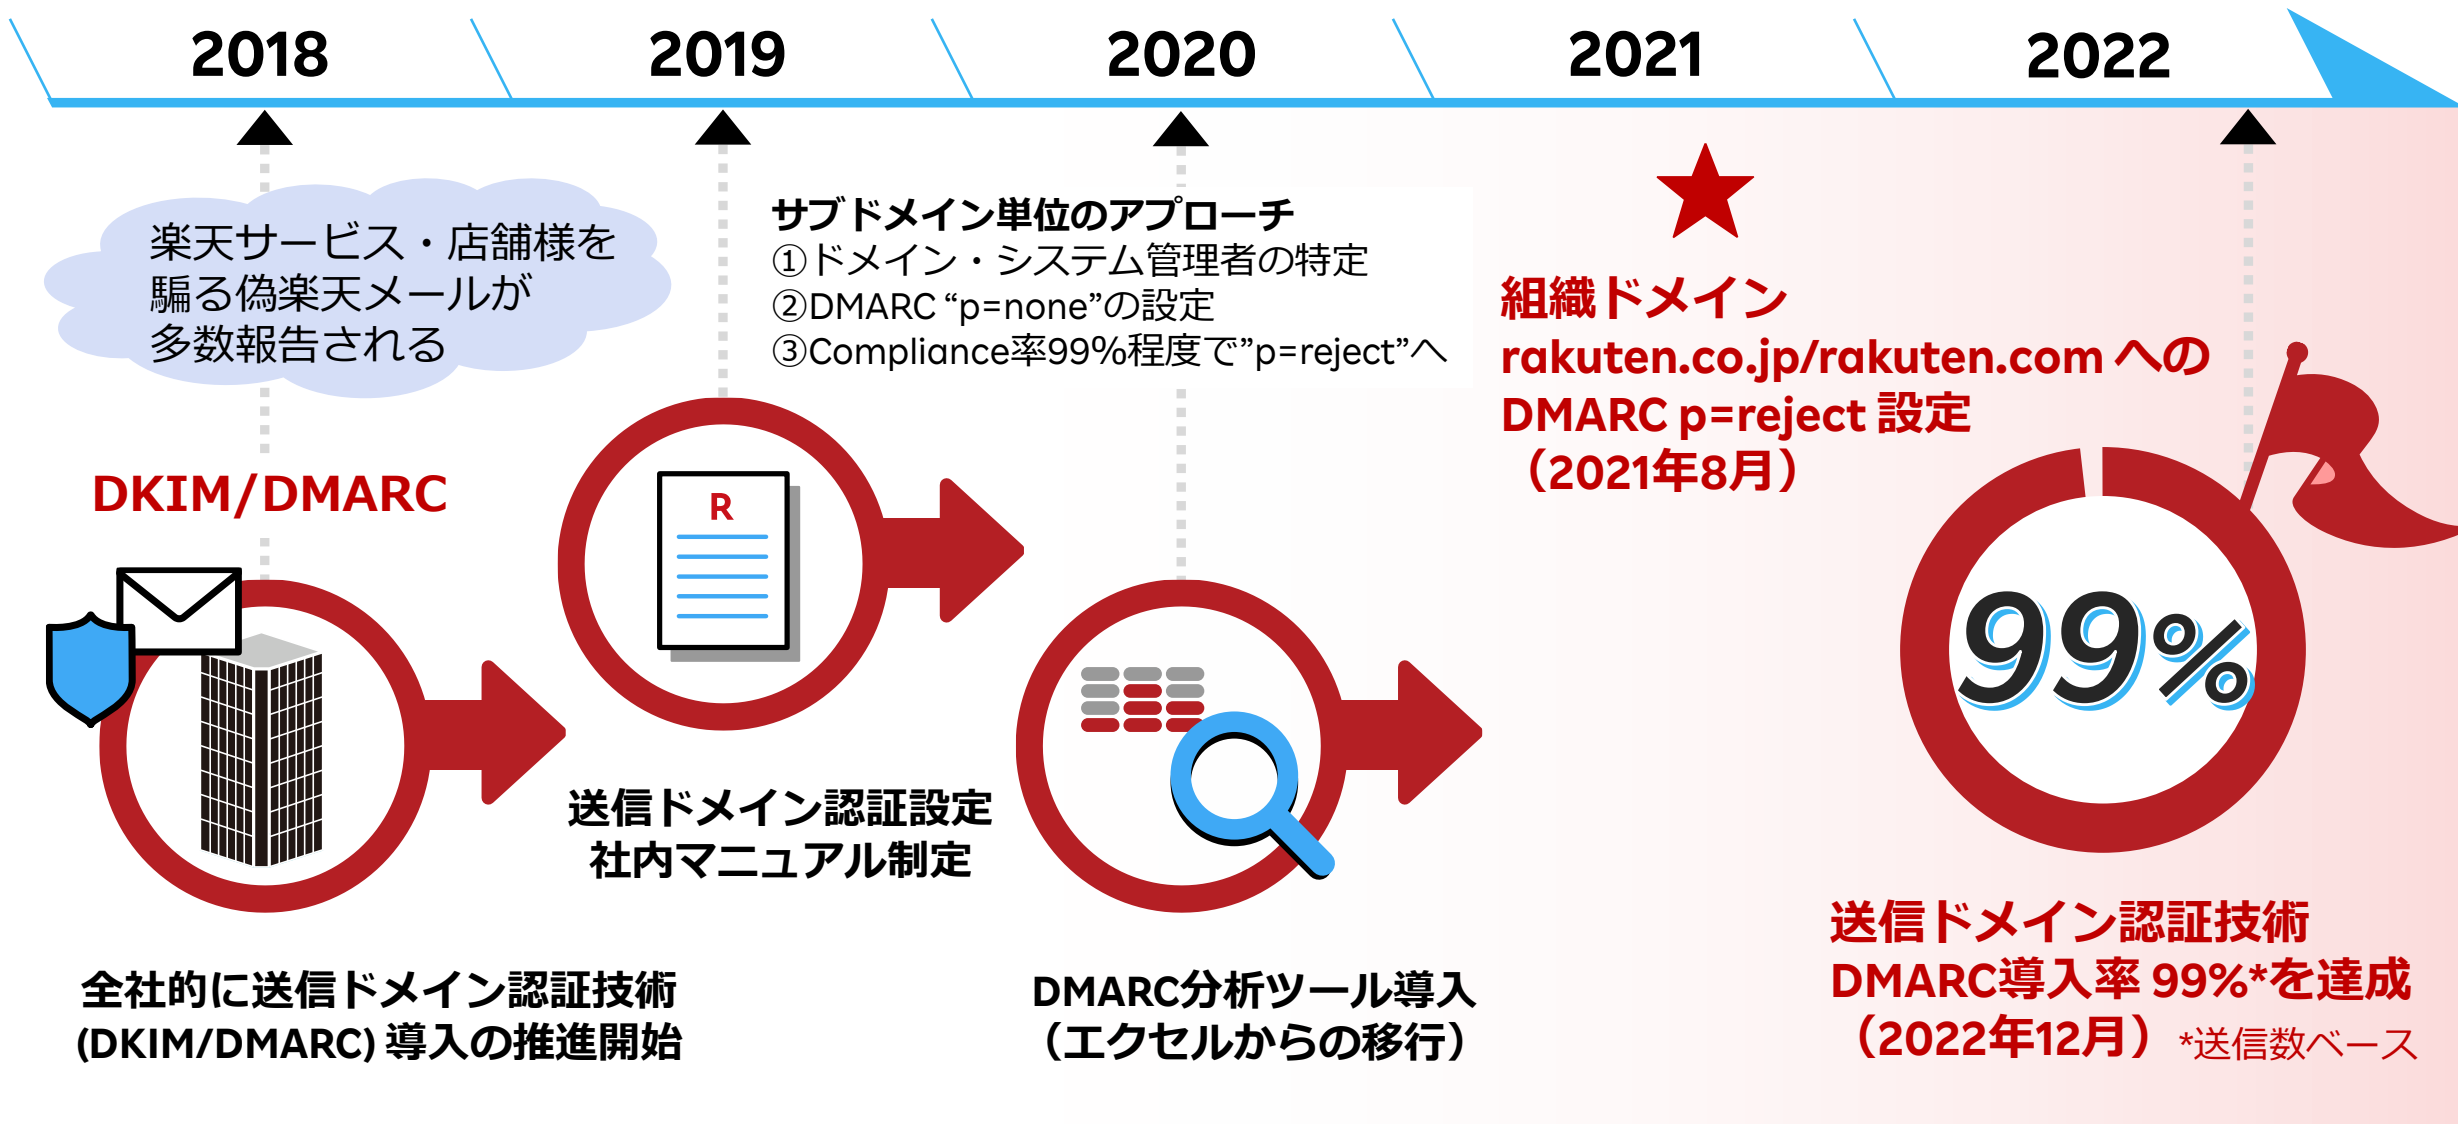 2018
2019
2020
2021
2022
楽天サービス・店舗様を
騙る偽楽天メールが
多数報告される
DKIM/DMARC
全社的に送信ドメイン認証技術
(DKIM/DMARC) 導入の推進開始
R
送信ドメイン認証設定
社内マニュアル制定
サブドメイン単位のアプローチ
①ドメイン・システム管理者の特定
②DMARC “p=none”の設定
③Compliance率99%程度で”p=reject”へ
DMARC分析ツール導入
（エクセルからの移行）
組織ドメイン
rakuten.co.jp/rakuten.com への
DMARC p=reject 設定
（2021年8月）
99%
送信ドメイン認証技術
DMARC導入率 99%*を達成
（2022年12月） *送信数ベース